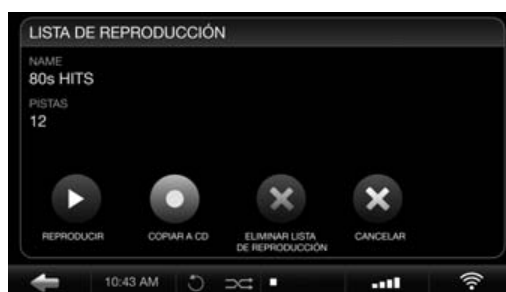 LISTA DE REPRODUCCIÓN
NAME
80s HITS
PISTAS
12
REPRODUCIR
COPIAR A CD
ELIMINAR LISTA
DE REPRODUCCIÓN
CANCELAR
10:43 AM